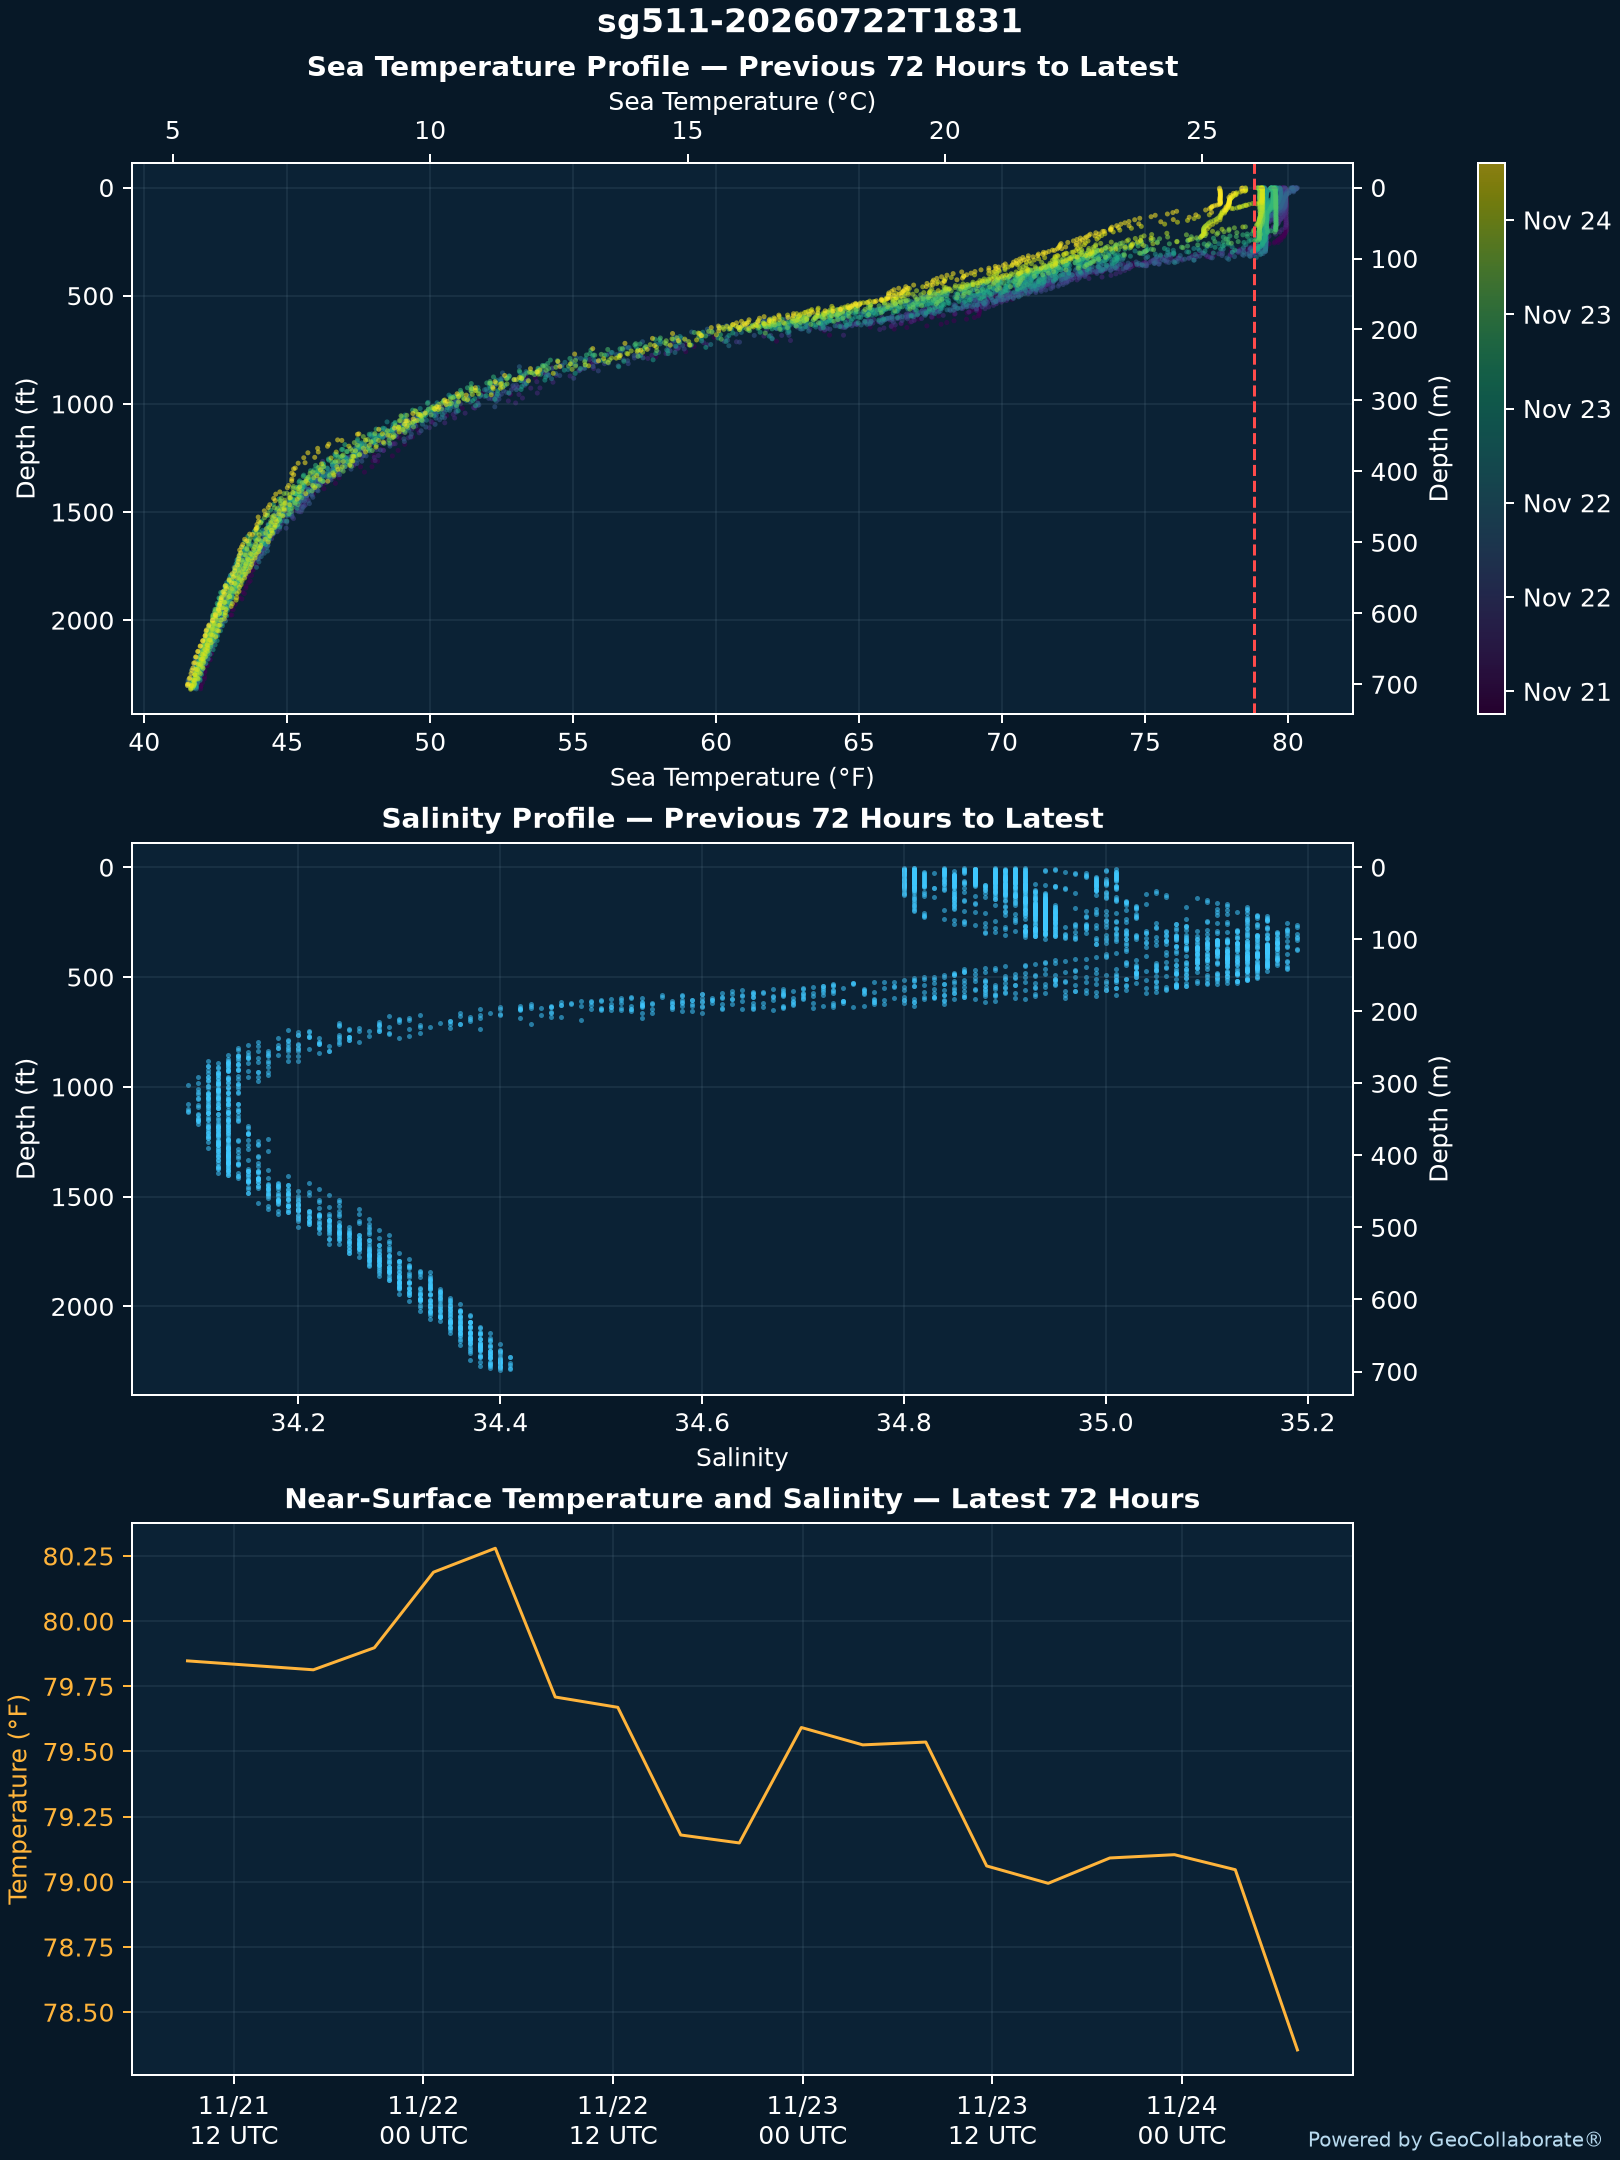 sg511-20260722T1831
Sea Temperature Profile — Previous 72 Hours to Latest
Sea Temperature (°C)
5 10 15 20 25
0 500 1000 1500 2000
Depth (ft)
0 100 200 300 400 500 600 700
Depth (m)
Nov 24
Nov 23
Nov 23
Nov 22
Nov 22
Nov 21
40 45 50 55 60 65 70 75 80
Sea Temperature (°F)
Salinity Profile — Previous 72 Hours to Latest
0 500 1000 1500 2000
Depth (ft)
0 100 200 300 400 500 600 700
Depth (m)
34.2 34.4 34.6 34.8 35.0 35.2
Salinity
Near-Surface Temperature and Salinity — Latest 72 Hours
80.25
80.00
79.75
79.50
79.25
79.00
78.75
78.50
Temperature (°F)
11/21 11/22 11/22 11/23 11/23 11/24
12 UTC 00 UTC 12 UTC 00 UTC 12 UTC 00 UTC
Powered by GeoCollaborate®